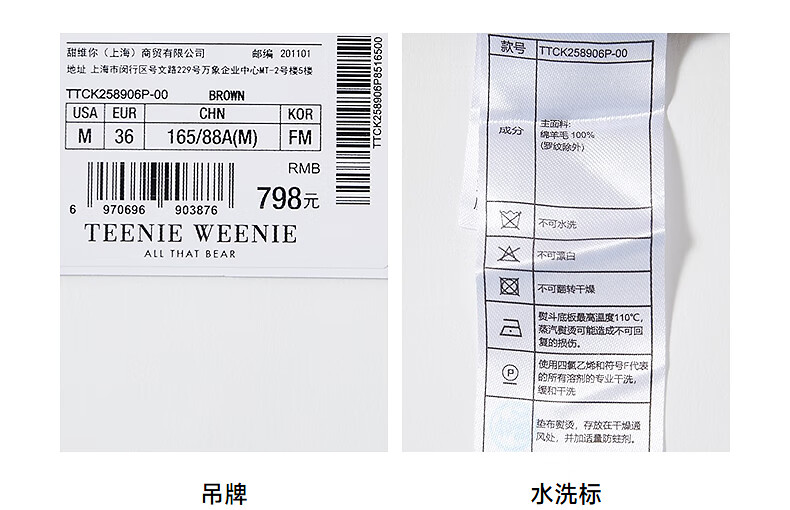 甜维你（上海）商贸有限公司 邮编 201101
地址 上海市闵行区号文路229号万象企业中心MT-2号楼5楼
TTCK258906P-00 BROWN
USA EUR CHN KOR
M 36 165/88A(M) FM
RMB
798元
6 970696 903876
TEENIE WEENIE
ALL THAT BEAR
TTCK258906P8516500
吊牌
款号 TTCK258906P-00
成分
主面料:
绵羊毛 100%
(罗纹除外)
不可水洗
不可漂白
不可翻转干燥
熨斗底板最高温度110℃，
蒸汽熨烫可能造成不可回
复的损伤。
P
使用四氯乙烯和符号F代表
的所有溶剂的专业干洗，
缓和干洗
垫布熨烫，存放在干燥通
风处，并加适量防蛀剂。
水洗标